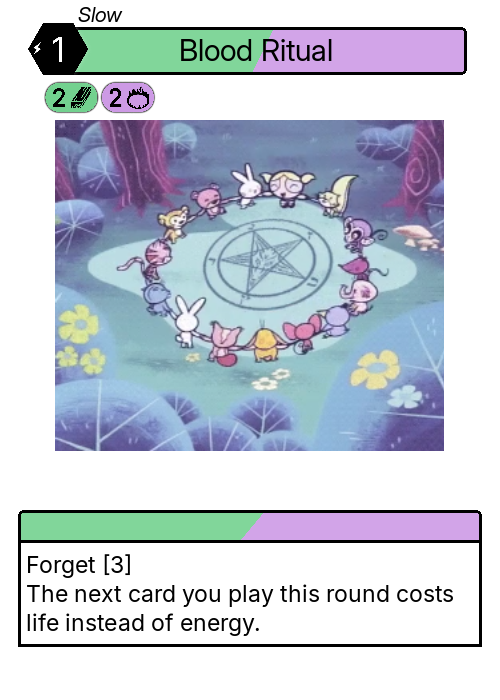 Slow
1 Blood Ritual
2 2
Forget [3]
The next card you play this round costs
life instead of energy.